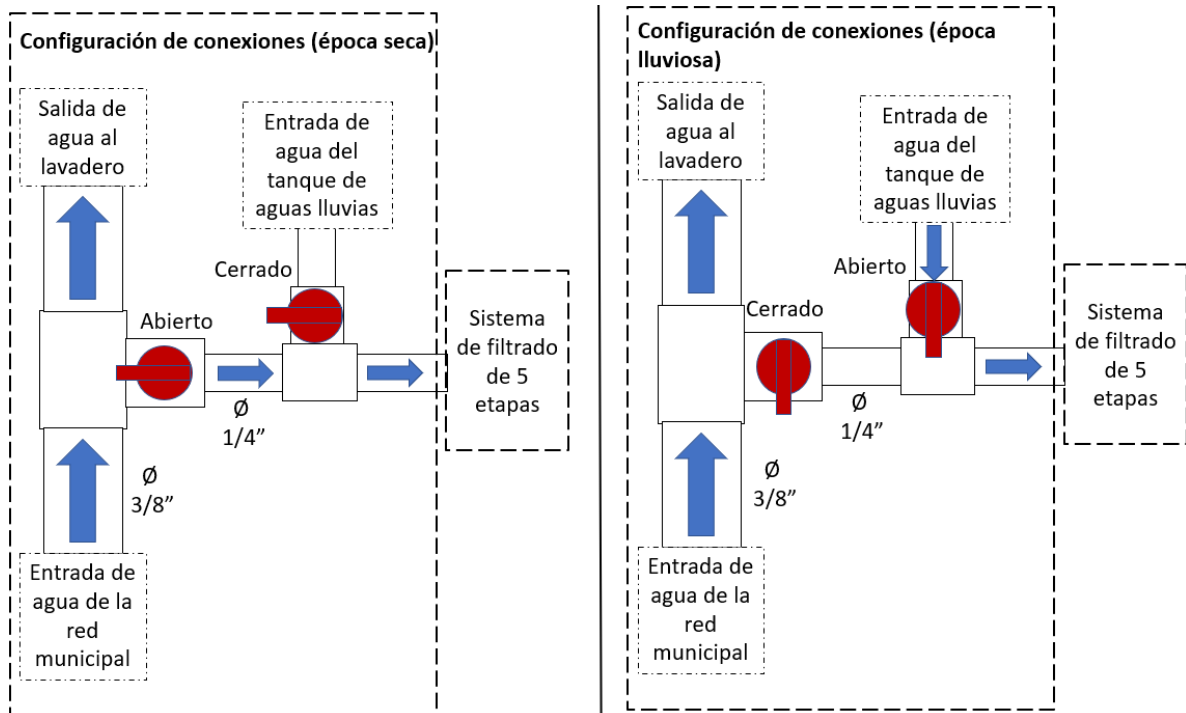 Configuración de conexiones (época seca)
Salida de
agua al
lavadero
Entrada de
agua del
tanque de
aguas lluvias
Cerrado
Abierto
Sistema
de filtrado
de 5
etapas
Ø
1/4”
Ø
3/8”
Entrada de
agua de la
red
municipal
Configuración de conexiones (época
lluviosa)
Salida de
agua al
lavadero
Entrada de
agua del
tanque de
aguas lluvias
Abierto
Cerrado
Sistema
de filtrado
de 5
etapas
Ø
1/4”
Ø
3/8”
Entrada de
agua de la
red
municipal